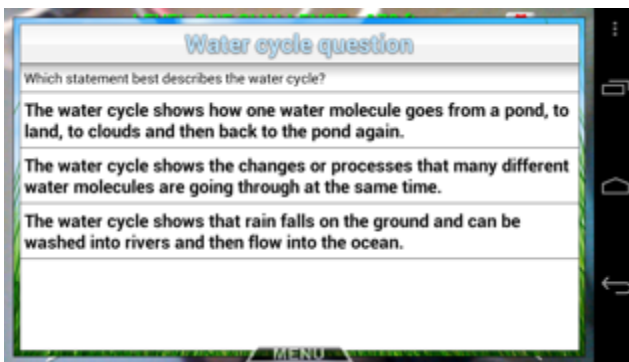 Water cycle question
Which statement best describes the water cycle?
The water cycle shows how one water molecule goes from a pond, to
land, to clouds and then back to the pond again.
The water cycle shows the changes or processes that many different
water molecules are going through at the same time.
The water cycle shows that rain falls on the ground and can be
washed into rivers and then flow into the ocean.
MENU